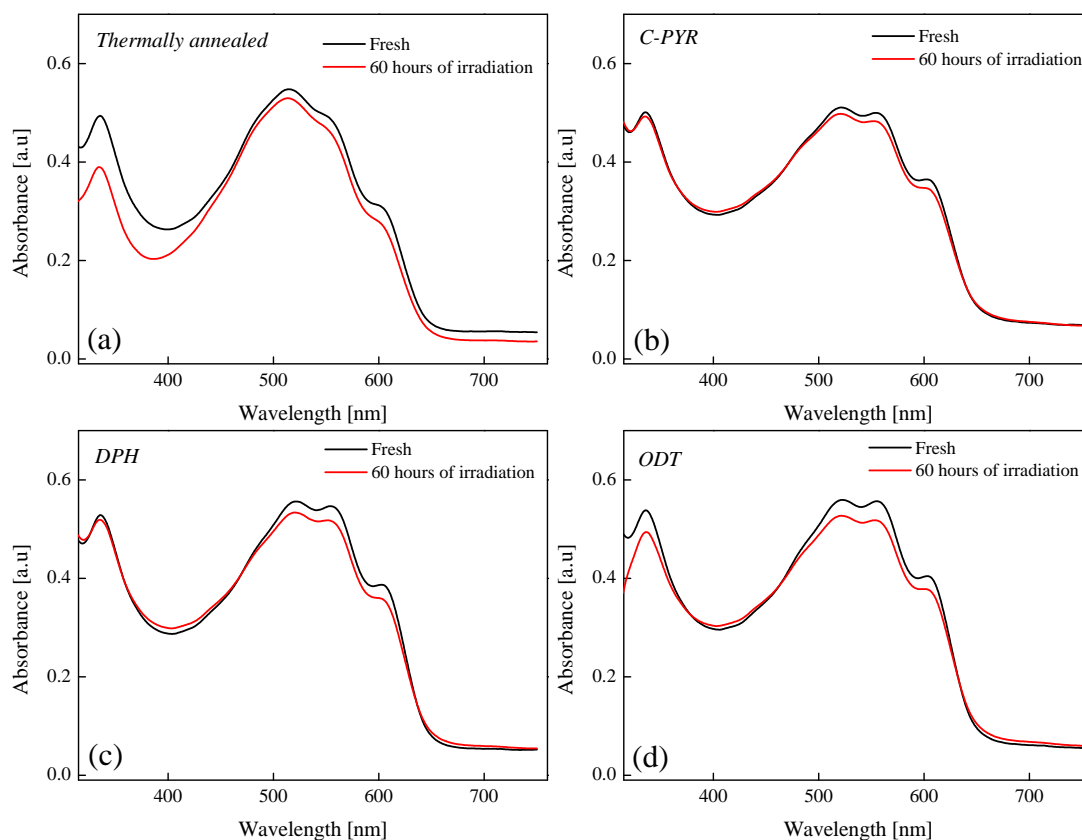 Thermally annealed
Fresh
60 hours of irradiation
0.6
0.4
0.2
0.0
Absorbance [a.u]
(a)
400 500 600 700
Wavelength [nm]
C-PYR
Fresh
60 hours of irradiation
0.6
0.4
0.2
0.0
Absorbance [a.u]
(b)
400 500 600 700
Wavelength [nm]
DPH
Fresh
60 hours of irradiation
0.6
0.4
0.2
0.0
Absorbance [a.u]
(c)
400 500 600 700
Wavelength [nm]
ODT
Fresh
60 hours of irradiation
0.6
0.4
0.2
0.0
Absorbance [a.u]
(d)
400 500 600 700
Wavelength [nm]